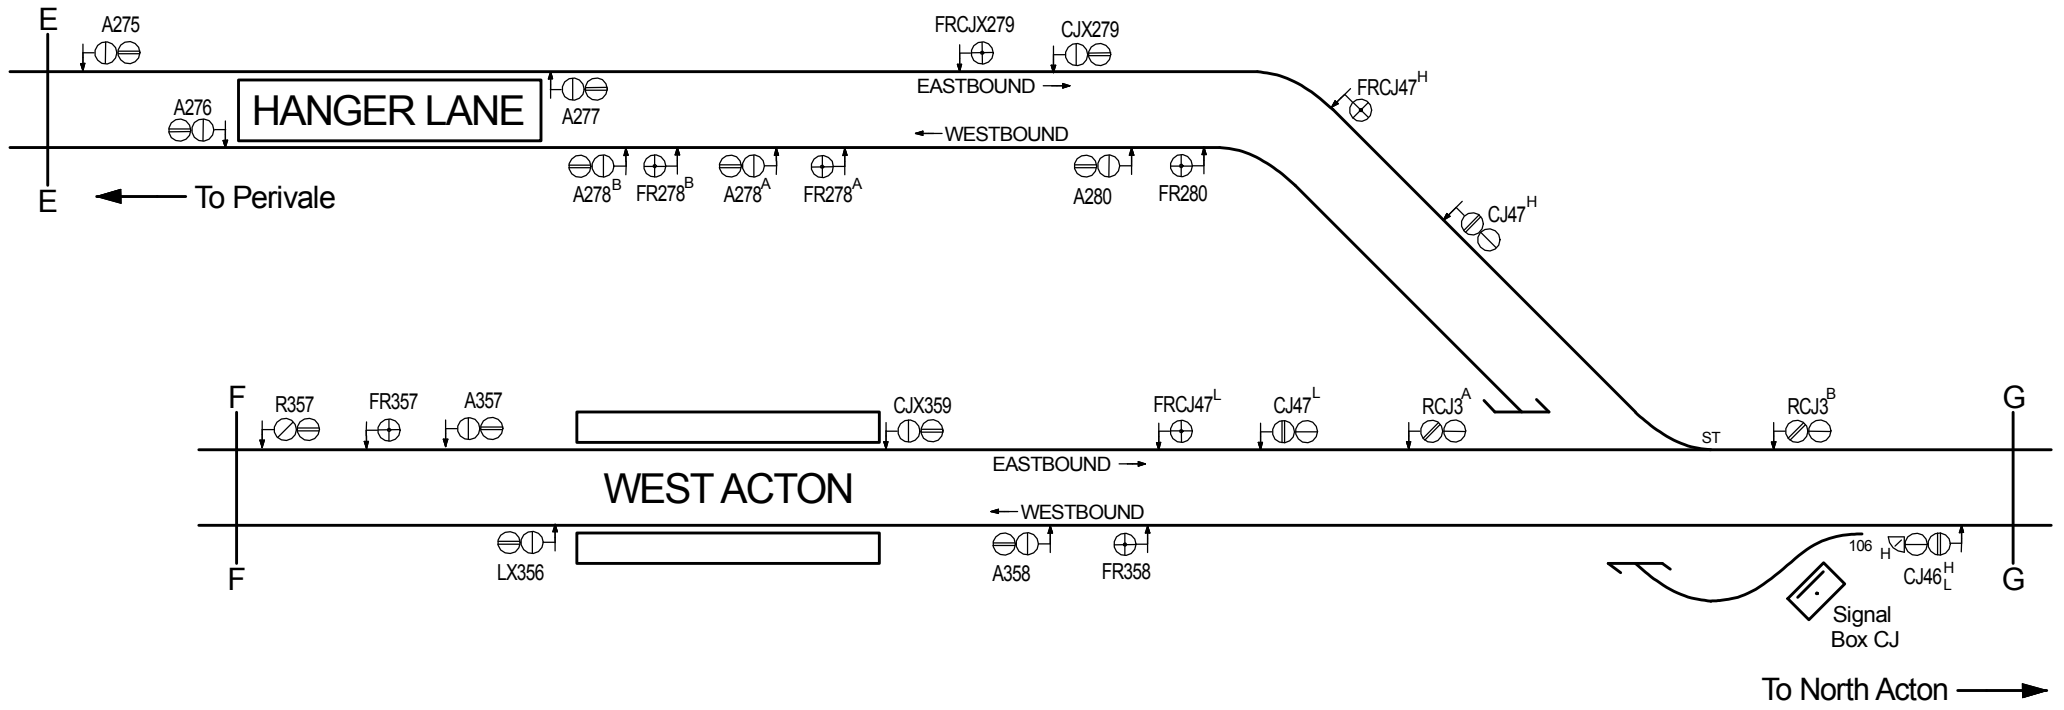 E
A275
FRCJX279
CJX279
FRCJ47H
HANGER LANE
EASTBOUND
A277
A276
WESTBOUND
A278B
FR278B
A278A
FR278A
A280
FR280
E
To Perivale
CJ47H
F
R357
FR357
A357
CJX359
FRCJ47L
CJ47L
RCJ3A
RCJ3B
G
ST
EASTBOUND
WEST ACTON
WESTBOUND
LX356
A358
FR358
106
H
CJ46HL
F
G
Signal
Box CJ
To North Acton